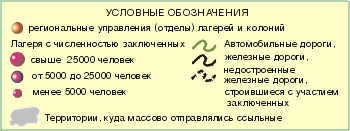 УСЛОВНЫЕ ОБОЗНАЧЕНИЯ
региональные управления (отделы) лагерей и колоний
Лагеря с численностью заключенных
свыше 25000 человек
от 5000 до 25000 человек
менее 5000 человек
Автомобильные дороги,
железные дороги,
недостроенные
железные дороги,
строившиеся с участием
заключенных
Территории, куда массово отправлялись ссыльные